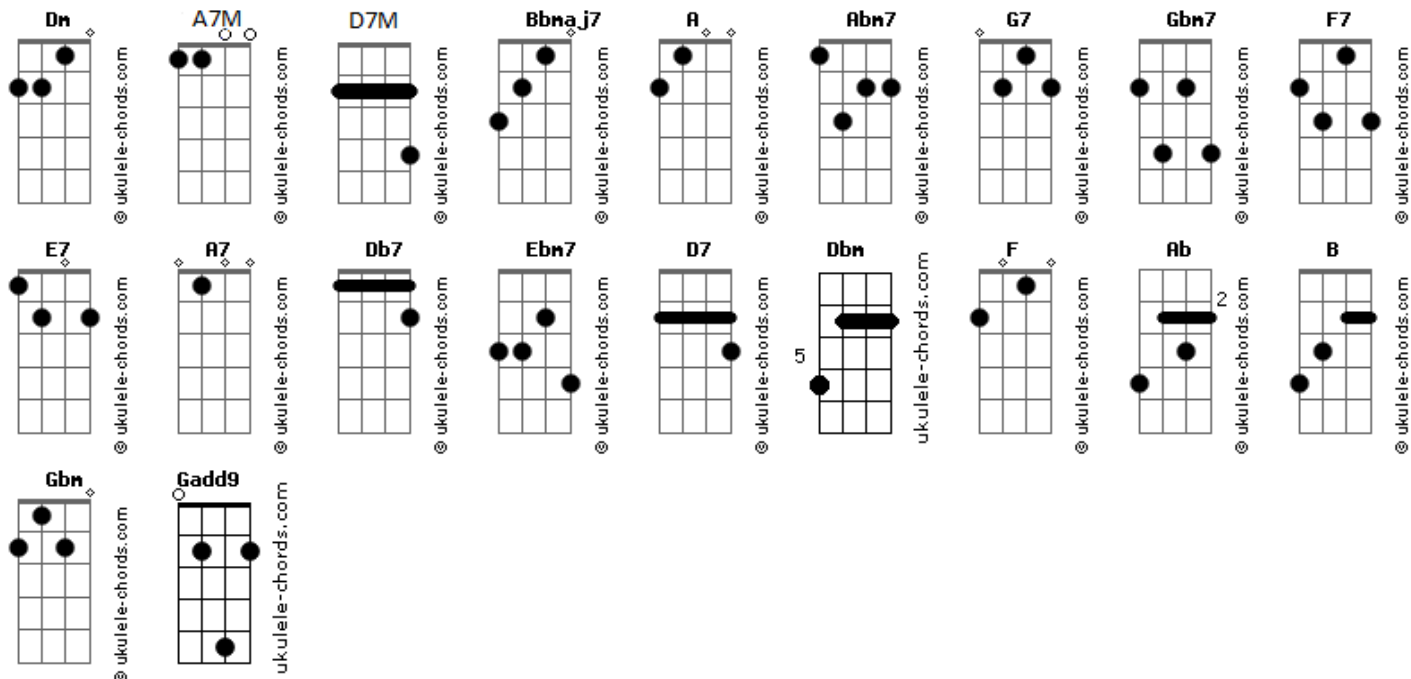 Dm A7M D7M Bbmaj7 A Abm7 G7 Gbm7 F7
© ukulele-chords.com © ukulele-chords.com © ukulele-chords.com © ukulele-chords.com © ukulele-chords.com © ukulele-chords.com © ukulele-chords.com © ukulele-chords.com © ukulele-chords.com
E7 A7 Db7 Ebm7 D7 Dbm F Ab B
5 2
© ukulele-chords.com © ukulele-chords.com © ukulele-chords.com © ukulele-chords.com © ukulele-chords.com ukulele-chords.com © ukulele-chords.com © ukulele-chords.com © ukulele-chords.com
Gbm Gadd9
© ukulele-chords.com ukulele-chords.com